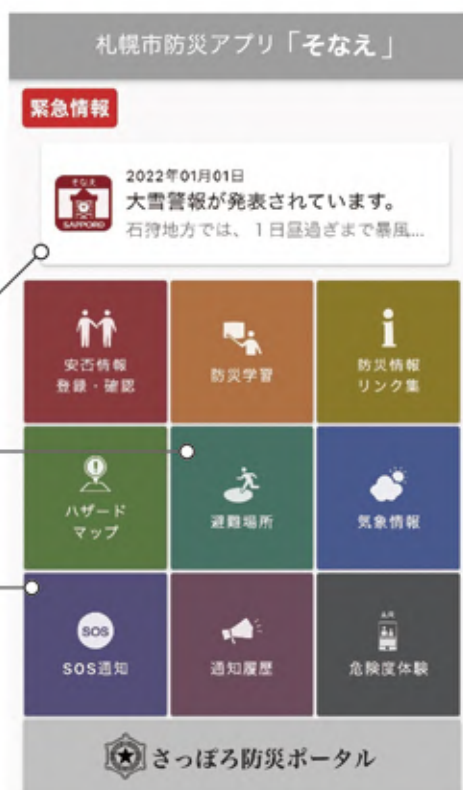 札幌市防災アプリ「そなえ」
緊急情報
そなえ
SAPPORO
2022年01月01日
大雪警報が発表されています。
石狩地方では、1日昼過ぎまで暴風...
安否情報
登録・確認
防災学習
防災情報
リンク集
ハザード
マップ
避難場所
気象情報
SOS
SOS通知
通知履歴
AR
危険度体験
さっぽろ防災ポータル